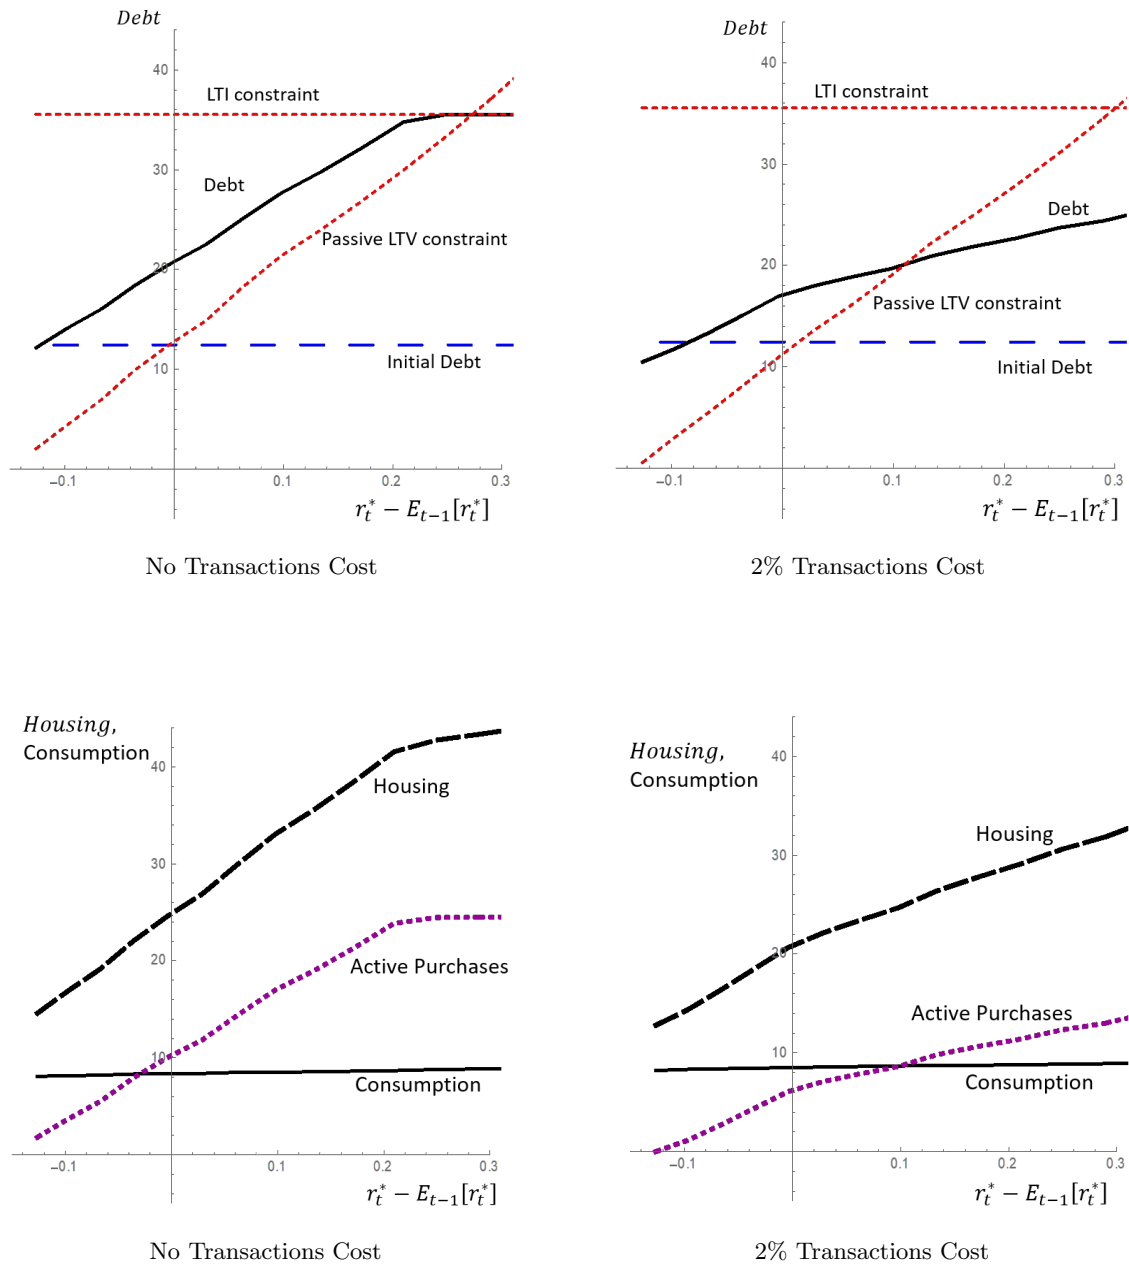 Debt
40
LTI constraint
30
Debt
Passive LTV constraint
20
Initial Debt
10
−0.1
0.1
0.2
0.3
r*t − Et−1[r*t]
No Transactions Cost
Debt
40
LTI constraint
30
Debt
20
Passive LTV constraint
Initial Debt
10
−0.1
0.1
0.2
0.3
r*t − Et−1[r*t]
2% Transactions Cost
Housing,
Consumption
40
Housing
30
20
Active Purchases
10
Consumption
−0.1
0.1
0.2
0.3
r*t − Et−1[r*t]
No Transactions Cost
Housing,
Consumption
40
Housing
30
20
Active Purchases
10
Consumption
−0.1
0.1
0.2
0.3
r*t − Et−1[r*t]
2% Transactions Cost